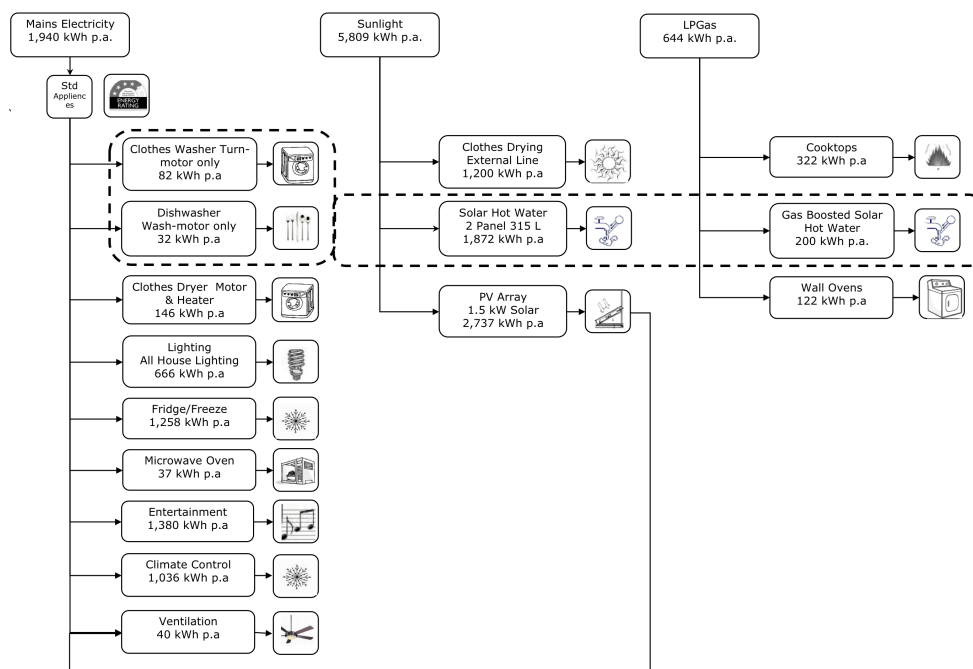 Mains Electricity
1,940 kWh p.a.
Sunlight
5,809 kWh p.a.
LPGas
644 kWh p.a.
Std
Applienc
es
ENERGY
RATING
`
Clothes Washer Turn-
motor only
82 kWh p.a
Dishwasher
Wash-motor only
32 kWh p.a
Clothes Dryer Motor
& Heater
146 kWh p.a
Lighting
All House Lighting
666 kWh p.a
Fridge/Freeze
1,258 kWh p.a
Microwave Oven
37 kWh p.a
Entertainment
1,380 kWh p.a
Climate Control
1,036 kWh p.a
Ventilation
40 kWh p.a
Clothes Drying
External Line
1,200 kWh p.a
Solar Hot Water
2 Panel 315 L
1,872 kWh p.a
PV Array
1.5 kW Solar
2,737 kWh p.a
Cooktops
322 kWh p.a
Gas Boosted Solar
Hot Water
200 kWh p.a.
Wall Ovens
122 kWh p.a